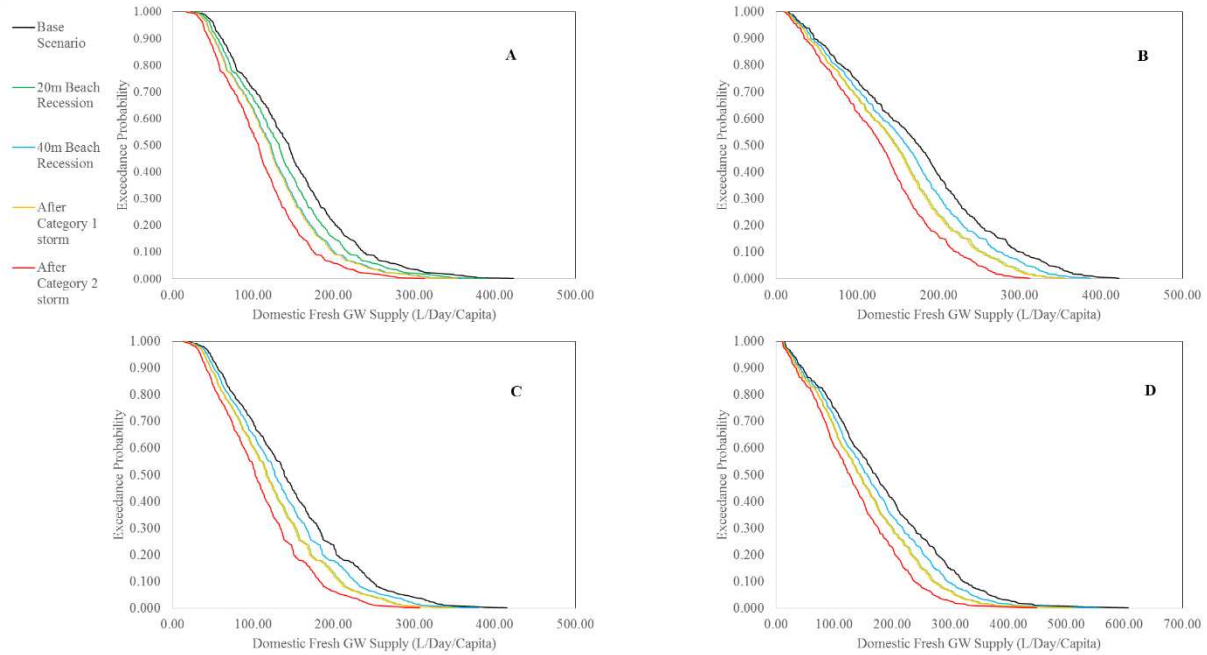 Base
Scenario
20m Beach
Recession
40m Beach
Recession
After
Category 1
storm
After
Category 2
storm
A
Exceedance Probability
1.000
0.900
0.800
0.700
0.600
0.500
0.400
0.300
0.200
0.100
0.000
0.00 100.00 200.00 300.00 400.00 500.00
Domestic Fresh GW Supply (L/Day/Capita)
B
Exceedance Probability
1.000
0.900
0.800
0.700
0.600
0.500
0.400
0.300
0.200
0.100
0.000
0.00 100.00 200.00 300.00 400.00 500.00
Domestic Fresh GW Supply (L/Day/Capita)
C
Exceedance Probability
1.000
0.900
0.800
0.700
0.600
0.500
0.400
0.300
0.200
0.100
0.000
0.00 100.00 200.00 300.00 400.00 500.00
Domestic Fresh GW Supply (L/Day/Capita)
D
Exceedance Probability
1.000
0.900
0.800
0.700
0.600
0.500
0.400
0.300
0.200
0.100
0.000
0.00 100.00 200.00 300.00 400.00 500.00 600.00 700.00
Domestic Fresh GW Supply (L/Day/Capita)